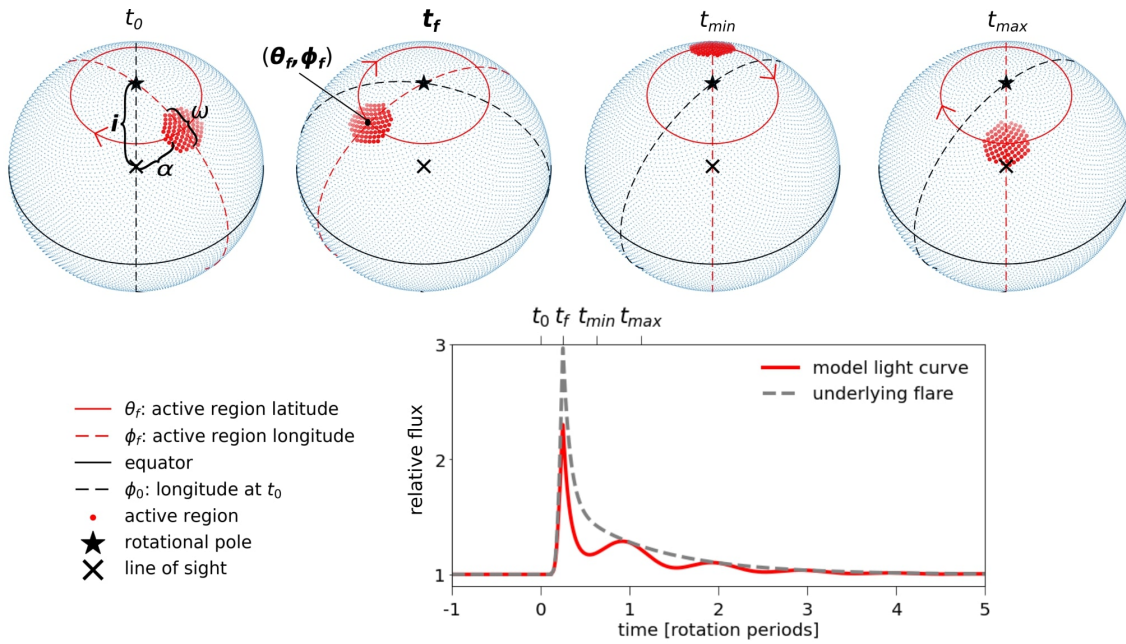 t0 tf tmin tmax
(θf,ϕf)
i ω
α
t0 tf tmin tmax
3
2
1
relative flux
model light curve
underlying flare
-1 0 1 2 3 4 5
time [rotation periods]
θf: active region latitude
ϕf: active region longitude
equator
ϕ0: longitude at t0
active region
rotational pole
line of sight